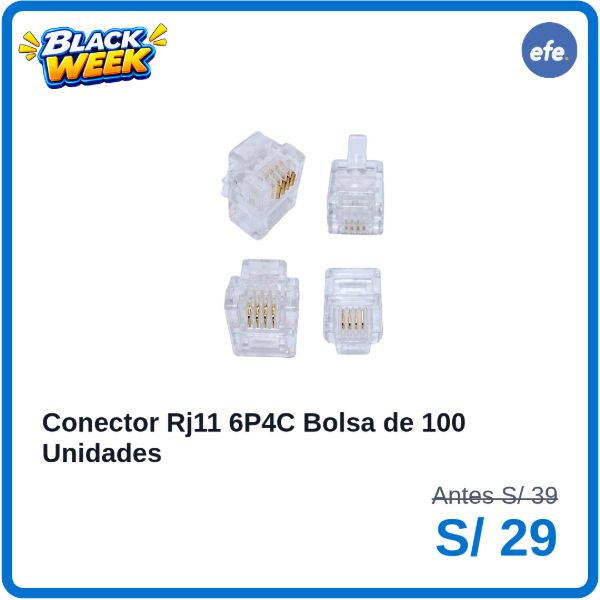 BLACK
WEEK
efe.
Conector Rj11 6P4C Bolsa de 100
Unidades
Antes S/ 39
S/ 29